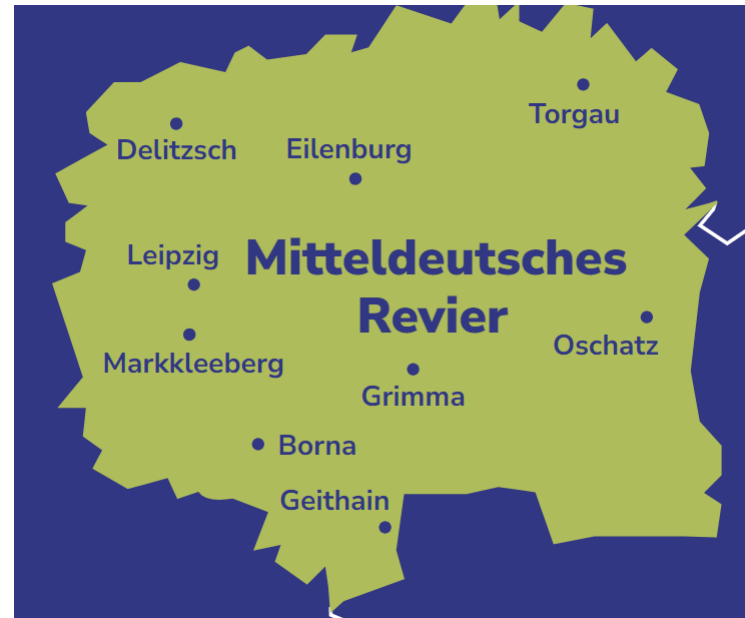 Torgau
Delitzsch
Eilenburg
Leipzig
Mitteldeutsches
Revier
Oschatz
Markkleeberg
Grimma
Borna
Geithain